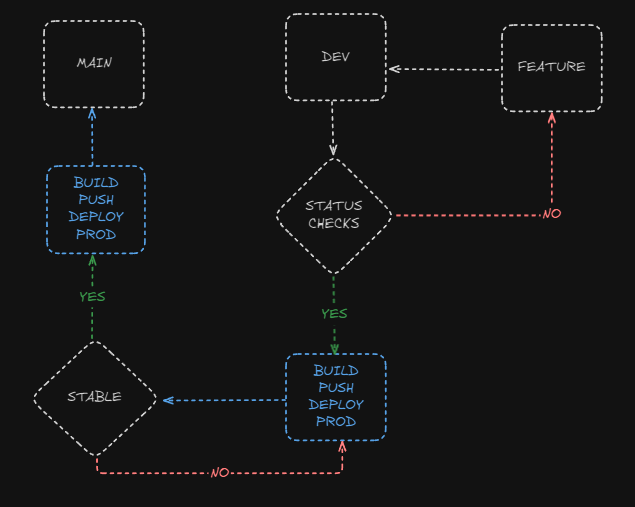 MAIN
DEV
FEATURE
BUILD
PUSH
DEPLOY
PROD
STATUS
CHECKS
NO
YES
YES
STABLE
BUILD
PUSH
DEPLOY
PROD
NO